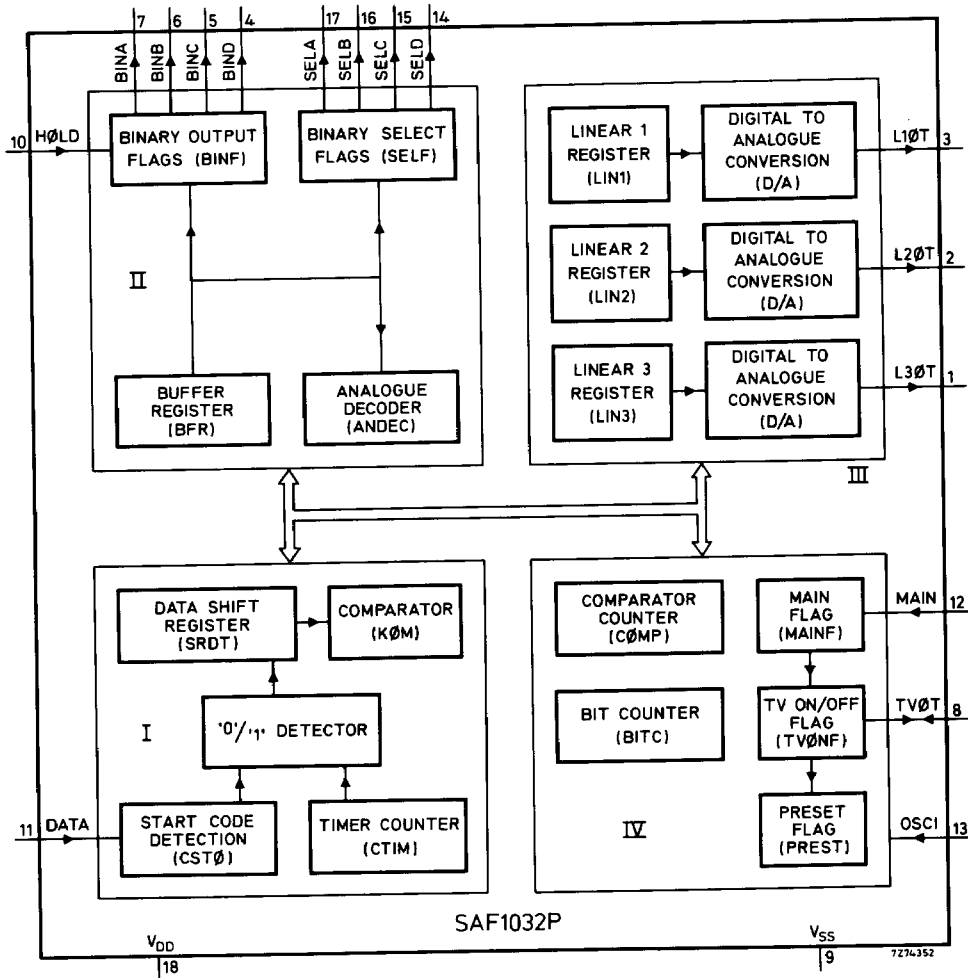 7 6 5 4 17 16 15 14
BINA BINB BINC BIND SELA SELB SELC SELD
10 HØLD
BINARY OUTPUT
FLAGS (BINF)
BINARY SELECT
FLAGS (SELF)
II
BUFFER
REGISTER
(BFR)
ANALOGUE
DECODER
(ANDEC)
LINEAR 1
REGISTER
(LIN1)
DIGITAL TO
ANALOGUE
CONVERSION
(D/A)
L1ØT 3
LINEAR 2
REGISTER
(LIN2)
DIGITAL TO
ANALOGUE
CONVERSION
(D/A)
L2ØT 2
LINEAR 3
REGISTER
(LIN3)
DIGITAL TO
ANALOGUE
CONVERSION
(D/A)
L3ØT 1
III
DATA SHIFT
REGISTER
(SRDT)
COMPARATOR
(KØM)
I
'0'/'1' DETECTOR
11 DATA
START CODE
DETECTION
(CSTØ)
TIMER COUNTER
(CTIM)
COMPARATOR
COUNTER
(CØMP)
MAIN
FLAG
(MAINF)
MAIN 12
BIT COUNTER
(BITC)
TV ON/OFF
FLAG
(TVØNF)
TVØT 8
IV
PRESET
FLAG
(PREST)
OSCI 13
SAF1032P
VDD
18
VSS
9
7Z74352